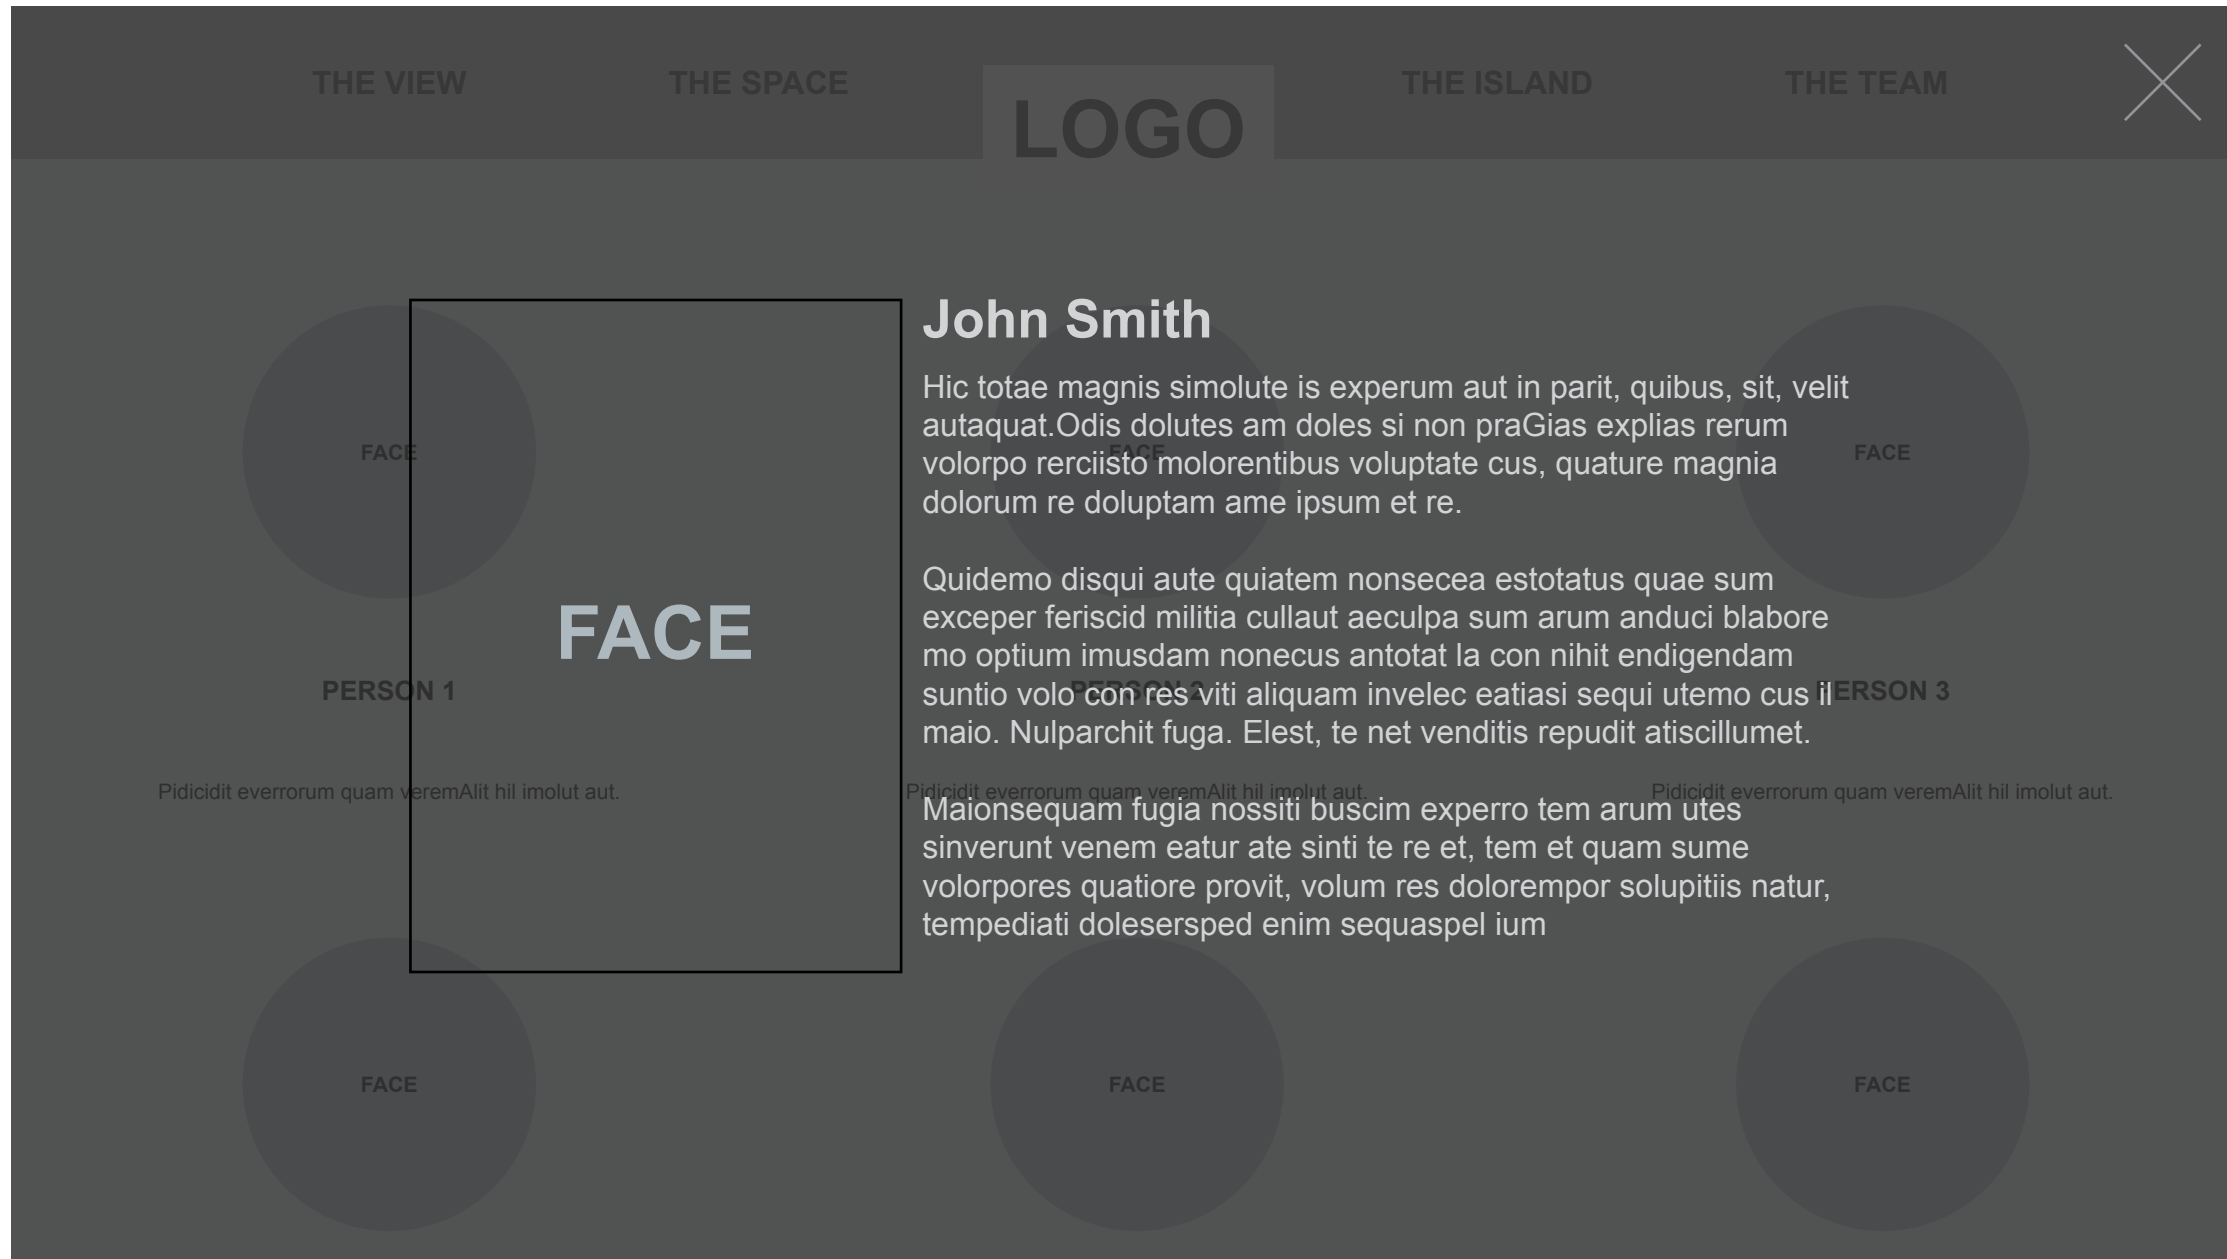 THE VIEW
THE SPACE
LOGO
THE ISLAND
THE TEAM
John Smith
Hic totae magnis simolute is experum aut in parit, quibus, sit, velit
autaquat.Odis dolutes am doles si non praGias explias rerum
volorpo rerciisto molorentibus voluptate cus, quature magnia
dolorum re doluptam ame ipsum et re.
Quidemo disqui aute quiatem nonsecea estotatus quae sum
exceper feriscid militia cullaut aeculpa sum arum anduci blabore
mo optium imusdam nonecus antotat la con nihit endigendam
suntio volo con res viti aliquam invelec eatiasi sequi utemo cus il
maio. Nulparchit fuga. Elest, te net venditis repudit atiscillumet.
Maionsequam fugia nossiti buscim experro tem arum utes
sinverunt venem eatur ate sinti te re et, tem et quam sume
volorpores quatiore provit, volum res dolorempor solupitiis natur,
tempediati dolesersped enim sequaspel ium
FACE
FACE
FACE
FACE
PERSON 1
PERSON 2
PERSON 3
Pidicidit everrorum quam veremAlit hil imolut aut.
Pidicidit everrorum quam veremAlit hil imolut aut.
Pidicidit everrorum quam veremAlit hil imolut aut.
FACE
FACE
FACE